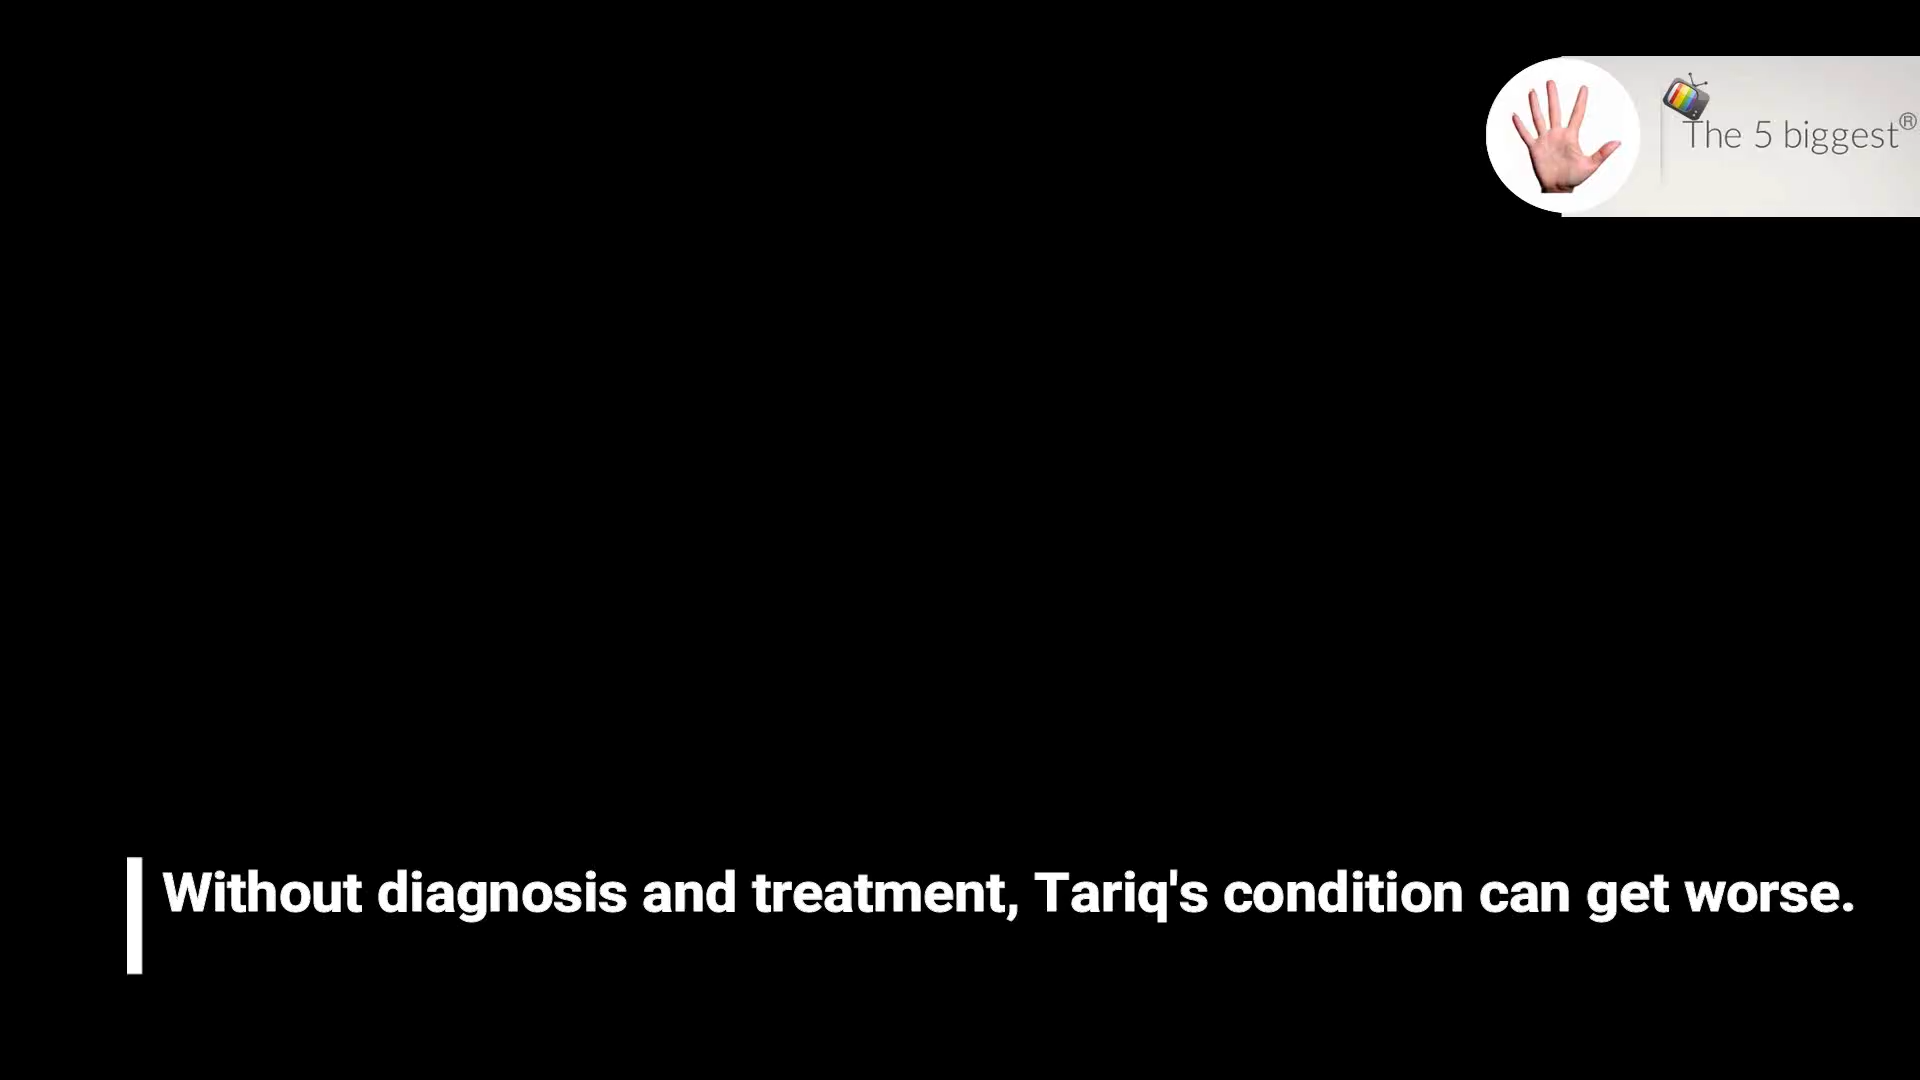 The 5 biggest®
Without diagnosis and treatment, Tariq's condition can get worse.